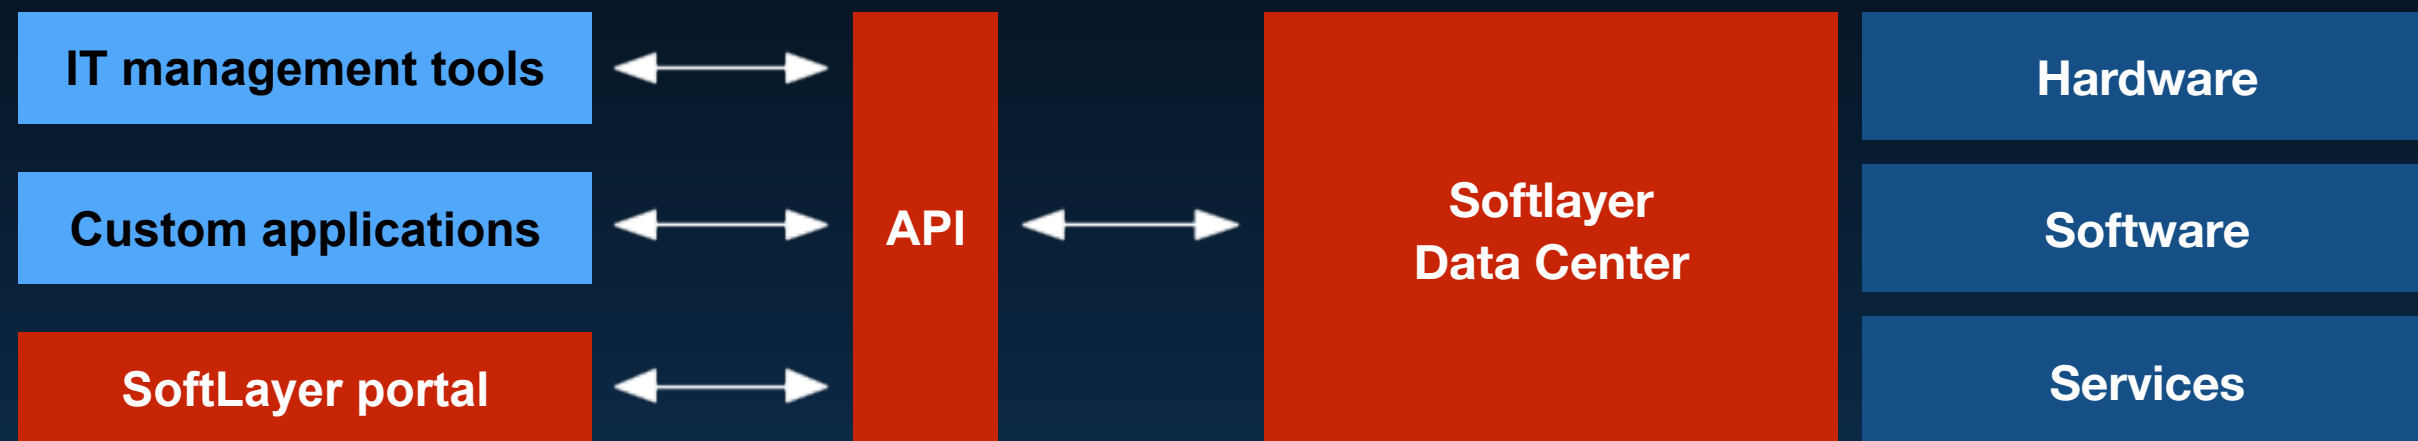 IT management tools
Custom applications
SoftLayer portal
API
Softlayer
Data Center
Hardware
Software
Services